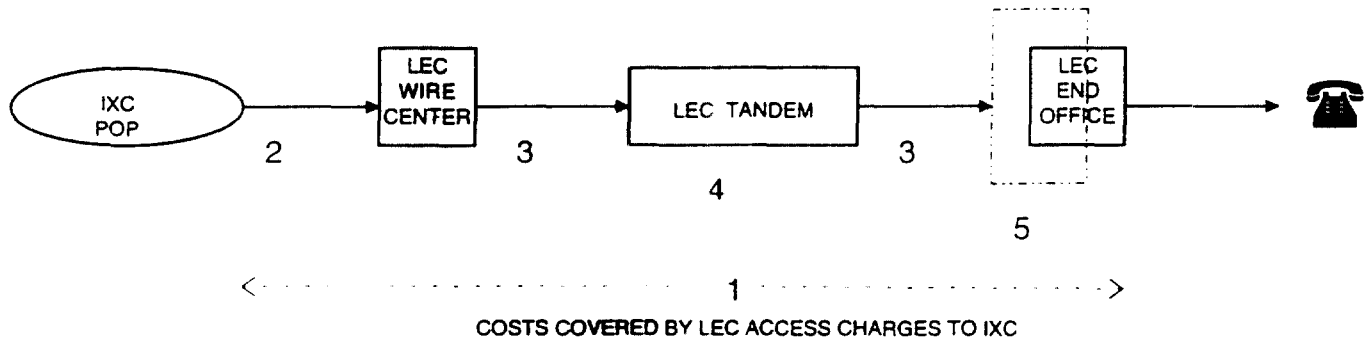 IXC
POP
LEC
WIRE
CENTER
LEC TANDEM
LEC
END
OFFICE
2
3
3
4
5
1
COSTS COVERED BY LEC ACCESS CHARGES TO IXC